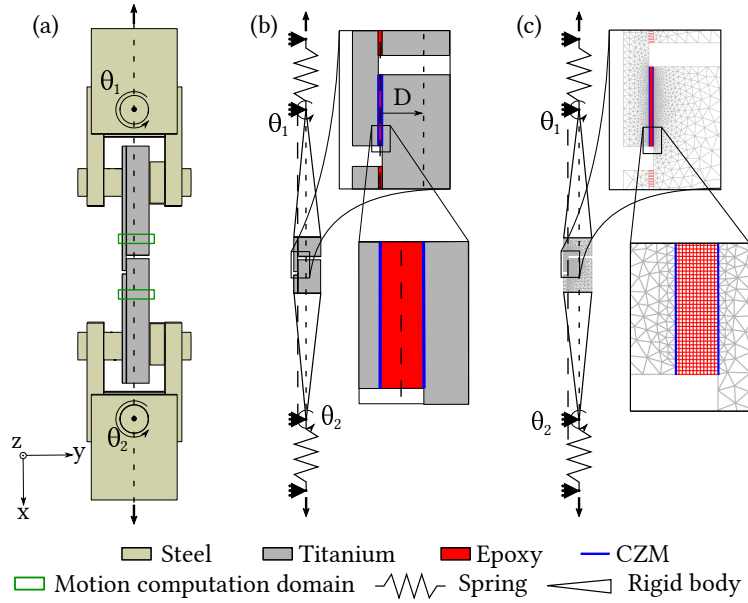 (a)
(b)
(c)
θ1
θ1
θ1
D
θ2
θ2
θ2
z
y
x
Steel
Titanium
Epoxy
CZM
Motion computation domain
Spring
Rigid body